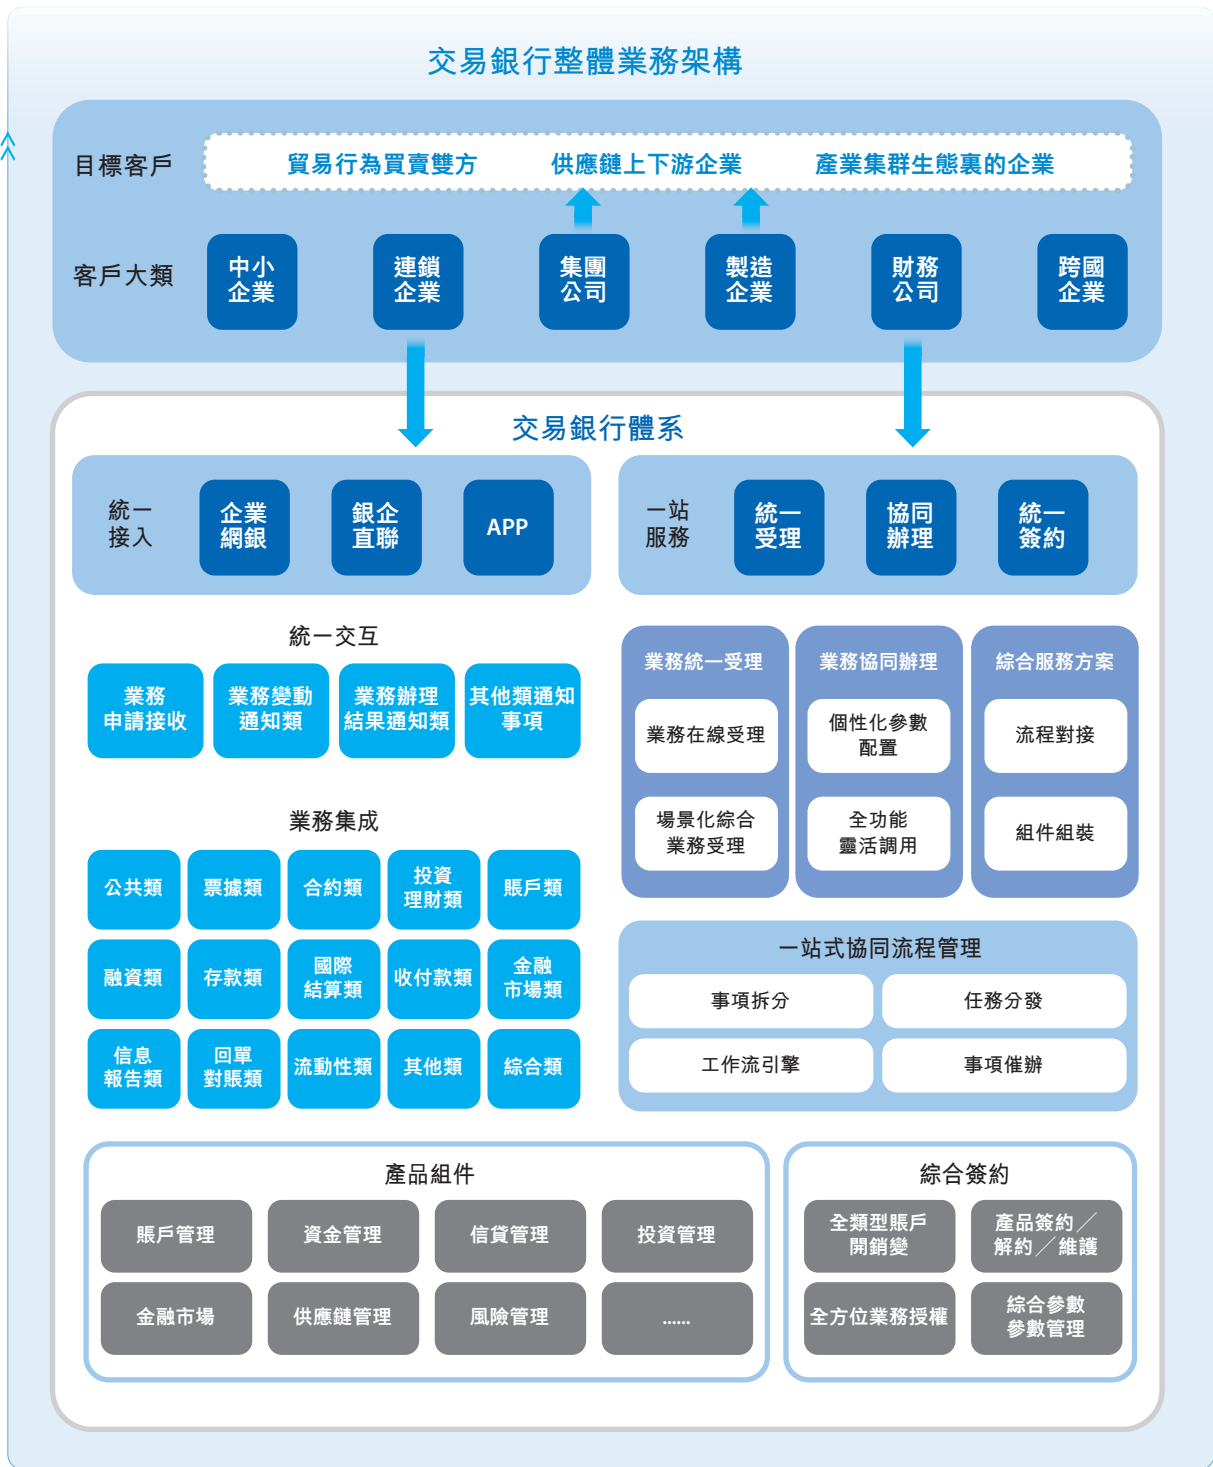 交易銀行整體業務架構
目標客戶
貿易行為買賣雙方
供應鏈上下游企業
產業集群生態裏的企業
客戶大類
中小
企業
連鎖
企業
集團
公司
製造
企業
財務
公司
跨國
企業
交易銀行體系
統一
接入
企業
網銀
銀企
直聯
APP
一站
服務
統一
受理
協同
辦理
統一
簽約
統一交互
業務
申請接收
業務變動
通知類
業務辦理
結果通知類
其他類通知
事項
業務集成
公共類
票據類
合約類
投資
理財類
賬戶類
融資類
存款類
國際
結算類
收付款類
金融
市場類
信息
報告類
回單
對賬類
流動性類
其他類
綜合類
業務統一受理
業務在線受理
場景化綜合
業務受理
業務協同辦理
個性化參數
配置
全功能
靈活調用
綜合服務方案
流程對接
組件組裝
一站式協同流程管理
事項拆分
任務分發
工作流引擎
事項催辦
產品組件
賬戶管理
資金管理
信貸管理
投資管理
金融市場
供應鏈管理
風險管理
......
綜合簽約
全類型賬戶
開銷變
產品簽約／
解約／維護
全方位業務授權
綜合參數
參數管理